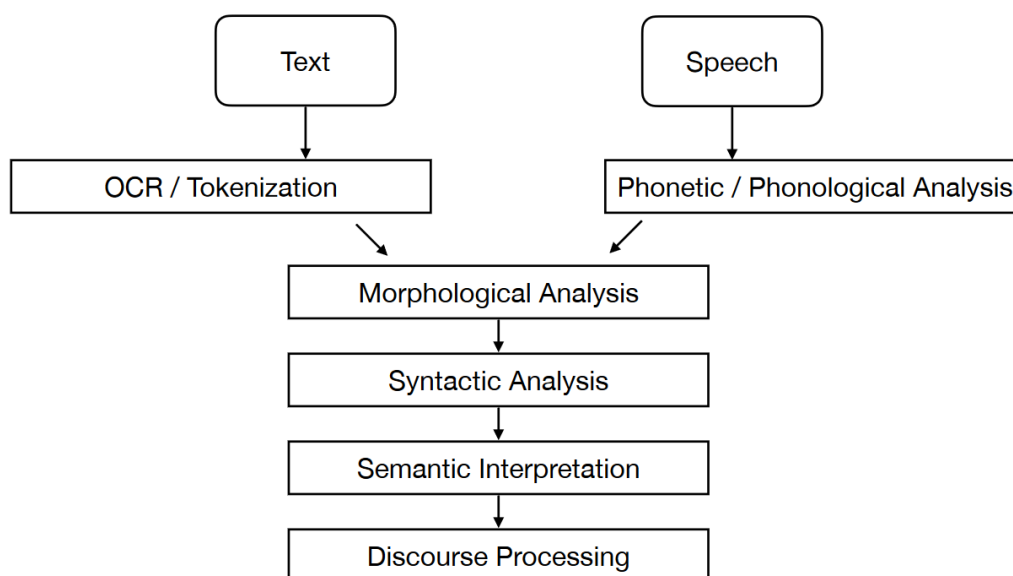 Text
Speech
OCR / Tokenization
Phonetic / Phonological Analysis
Morphological Analysis
Syntactic Analysis
Semantic Interpretation
Discourse Processing